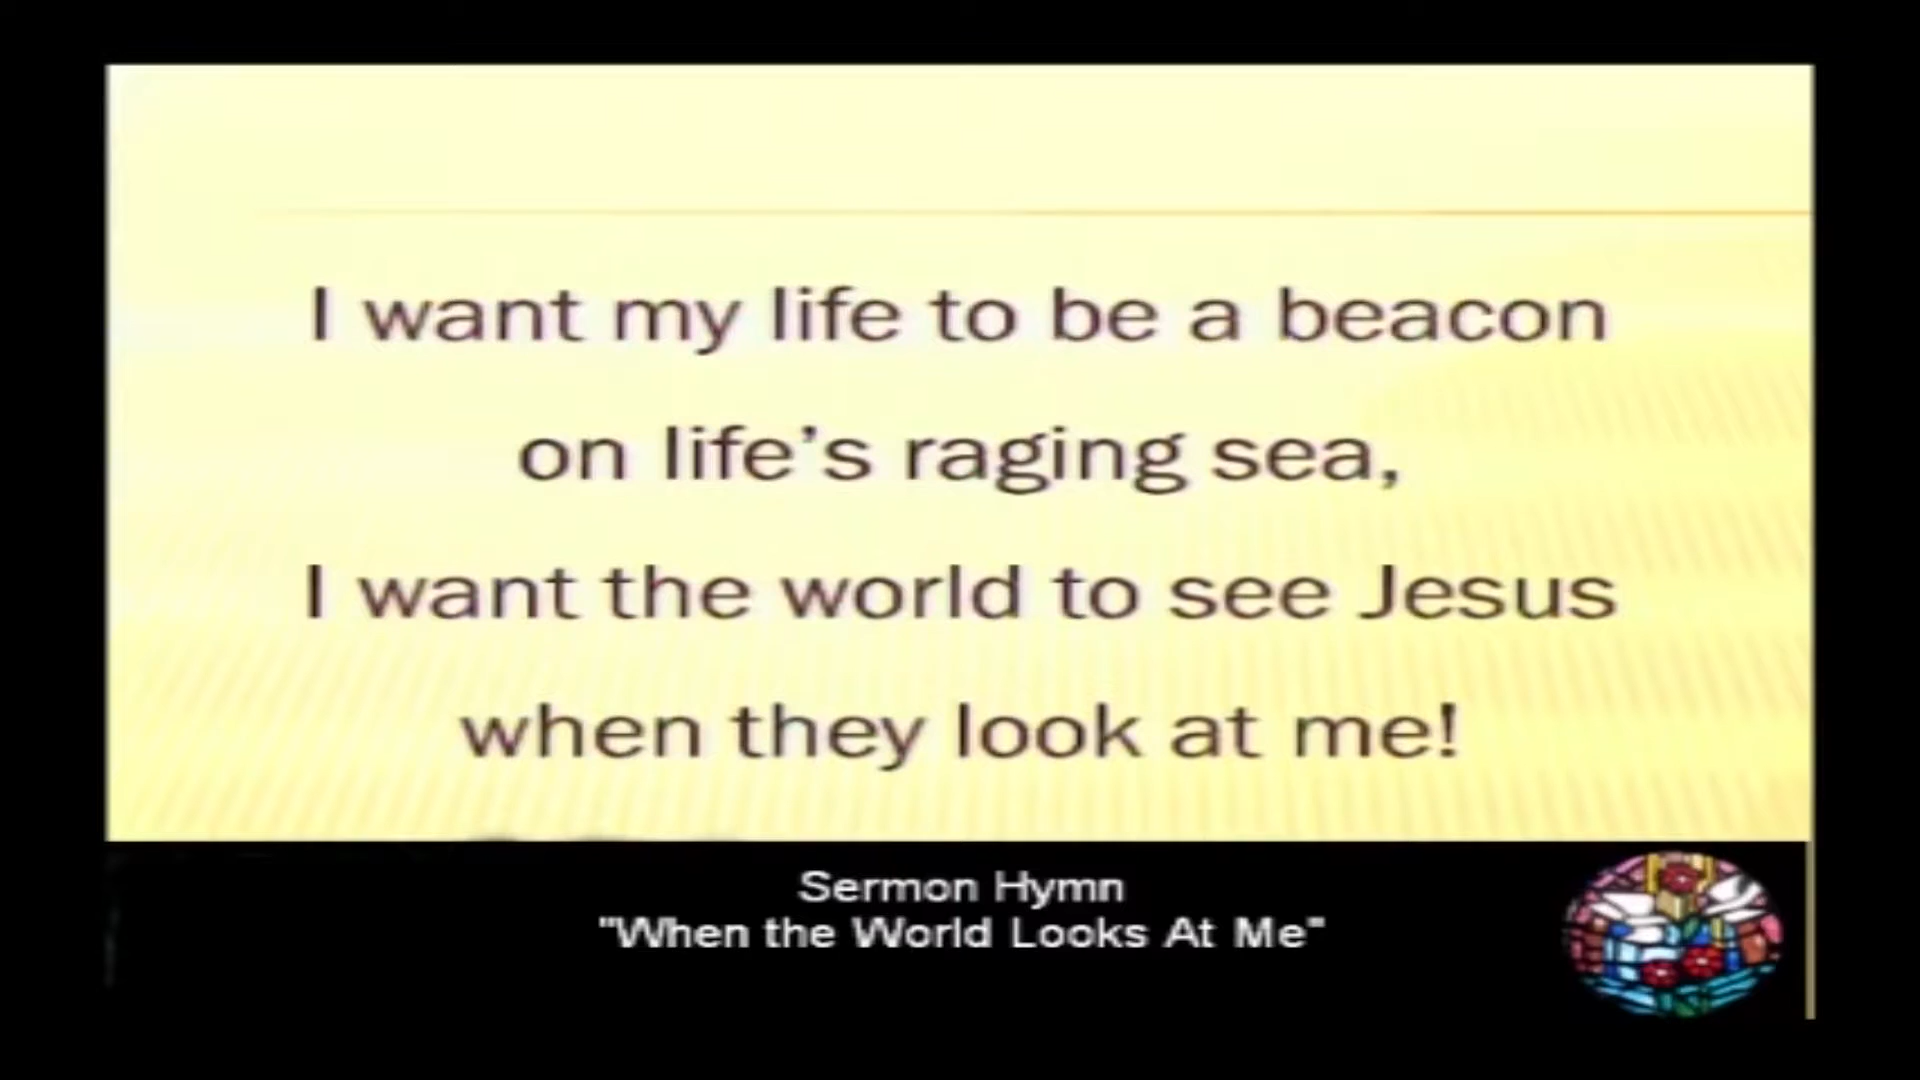 I want my life to be a beacon
on life’s raging sea,
I want the world to see Jesus
when they look at me!
Sermon Hymn
"When the World Looks At Me"